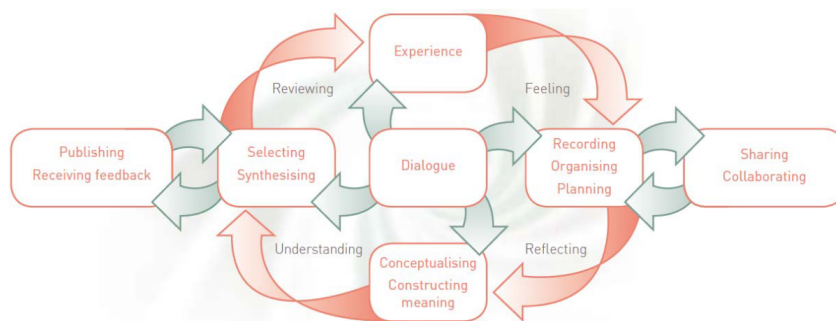 Experience
Reviewing
Feeling
Publishing
Receiving feedback
Selecting
Synthesising
Dialogue
Recording
Organising
Planning
Sharing
Collaborating
Understanding
Reflecting
Conceptualising
Constructing
meaning